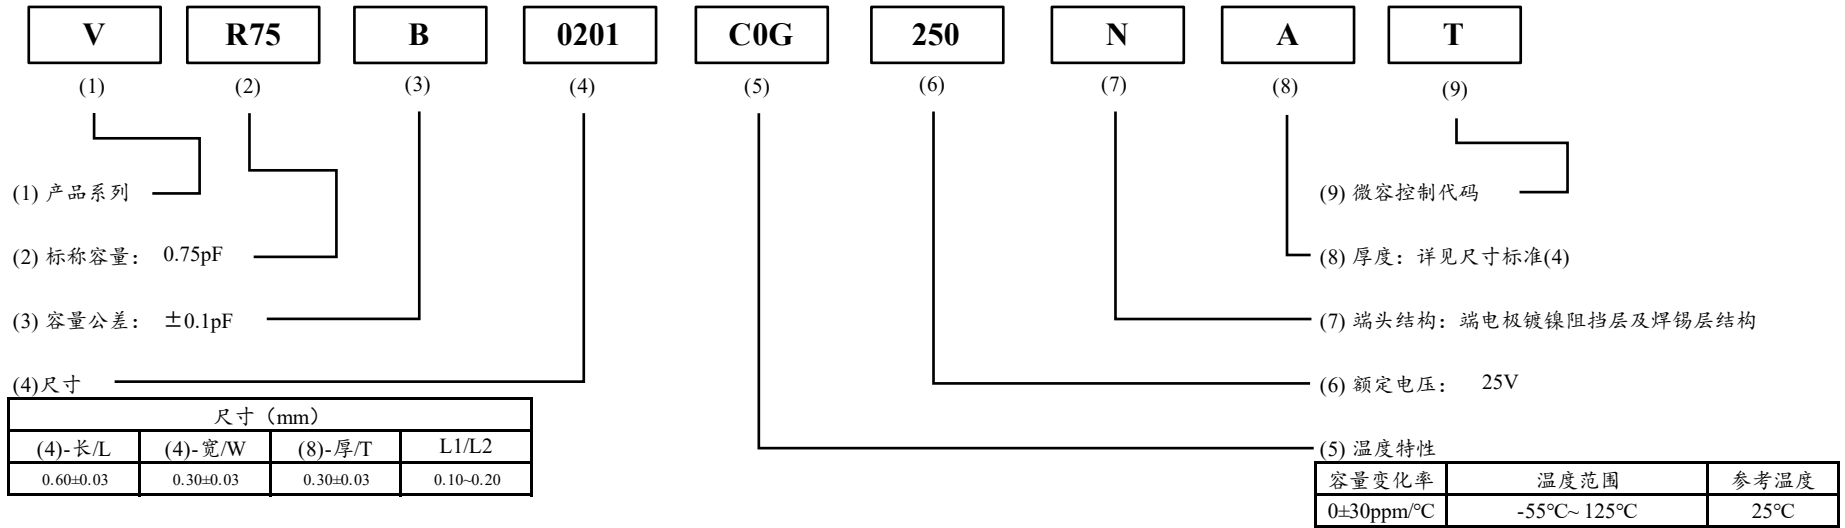 V R75 B 0201 C0G 250 N A T
(1) (2) (3) (4) (5) (6) (7) (8) (9)
(1) 产品系列
(9) 微容控制代码
(2) 标称容量： 0.75pF
(8) 厚度：详见尺寸标准(4)
(3) 容量公差： ±0.1pF
(7) 端头结构：端电极镀镍阻挡层及焊锡层结构
(4)尺寸
(6) 额定电压： 25V
尺寸（mm）
(4)-长/L (4)-宽/W (8)-厚/T L1/L2
0.60±0.03 0.30±0.03 0.30±0.03 0.10~0.20
(5) 温度特性
容量变化率 温度范围 参考温度
0±30ppm/℃ -55℃~ 125℃ 25℃